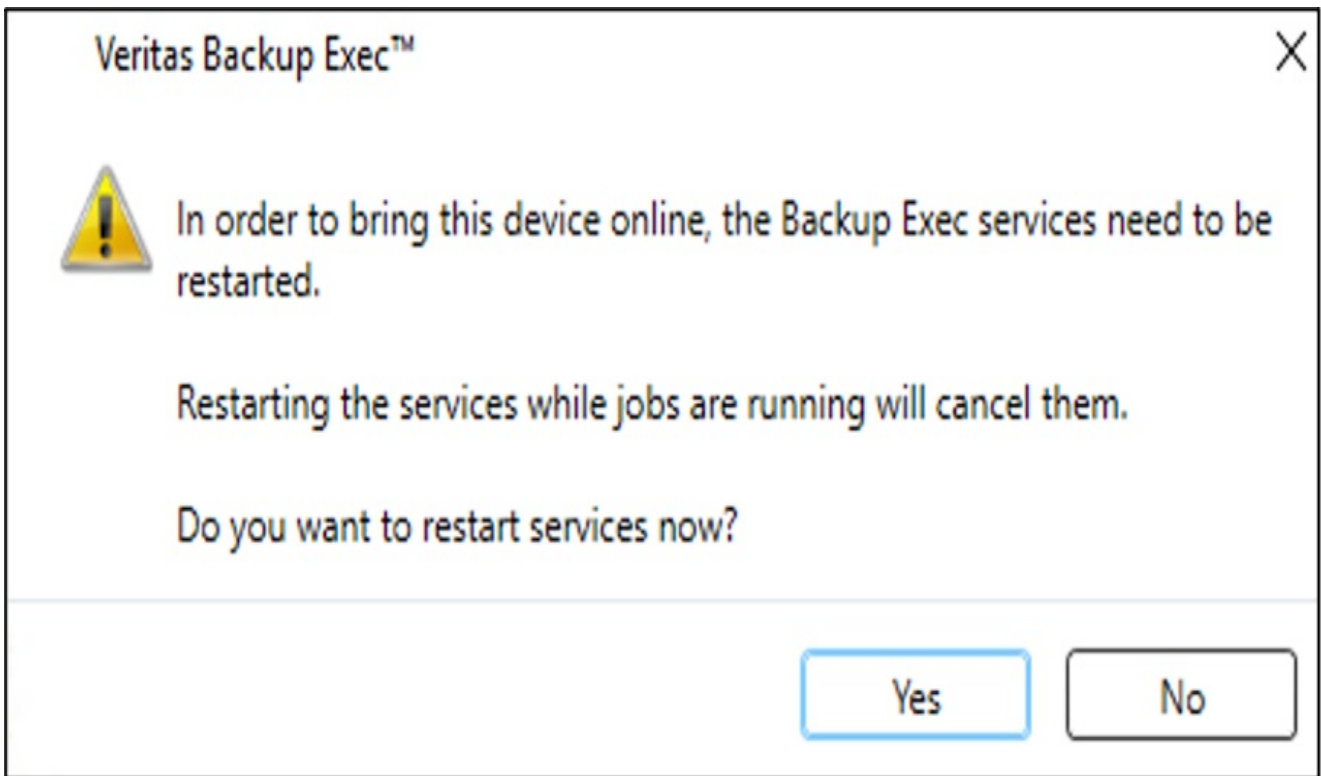 Veritas Backup Exec™
In order to bring this device online, the Backup Exec services need to be
restarted.
Restarting the services while jobs are running will cancel them.
Do you want to restart services now?
Yes No